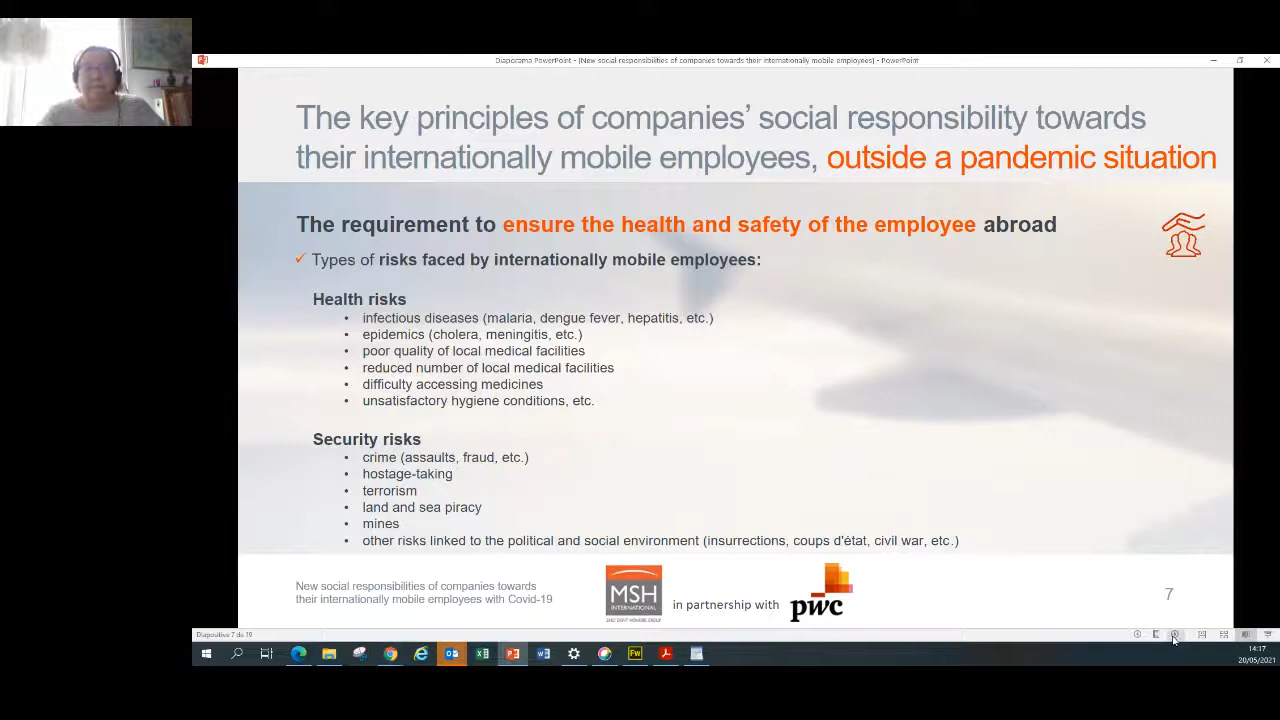 Diaporama PowerPoint - (New social responsibilities of companies towards their internationally mobile employees) - PowerPoint
The key principles of companies’ social responsibility towards
their internationally mobile employees, outside a pandemic situation
The requirement to ensure the health and safety of the employee abroad
✓ Types of risks faced by internationally mobile employees:
Health risks
• infectious diseases (malaria, dengue fever, hepatitis, etc.)
• epidemics (cholera, meningitis, etc.)
• poor quality of local medical facilities
• reduced number of local medical facilities
• difficulty accessing medicines
• unsatisfactory hygiene conditions, etc.
Security risks
• crime (assaults, fraud, etc.)
• hostage-taking
• terrorism
• land and sea piracy
• mines
• other risks linked to the political and social environment (insurrections, coups d'état, civil war, etc.)
New social responsibilities of companies towards
their internationally mobile employees with Covid-19
MSH
INTERNATIONAL
in partnership with
pwc
7
Diapositive 7 de 19
Fw
14:17
20/05/2021